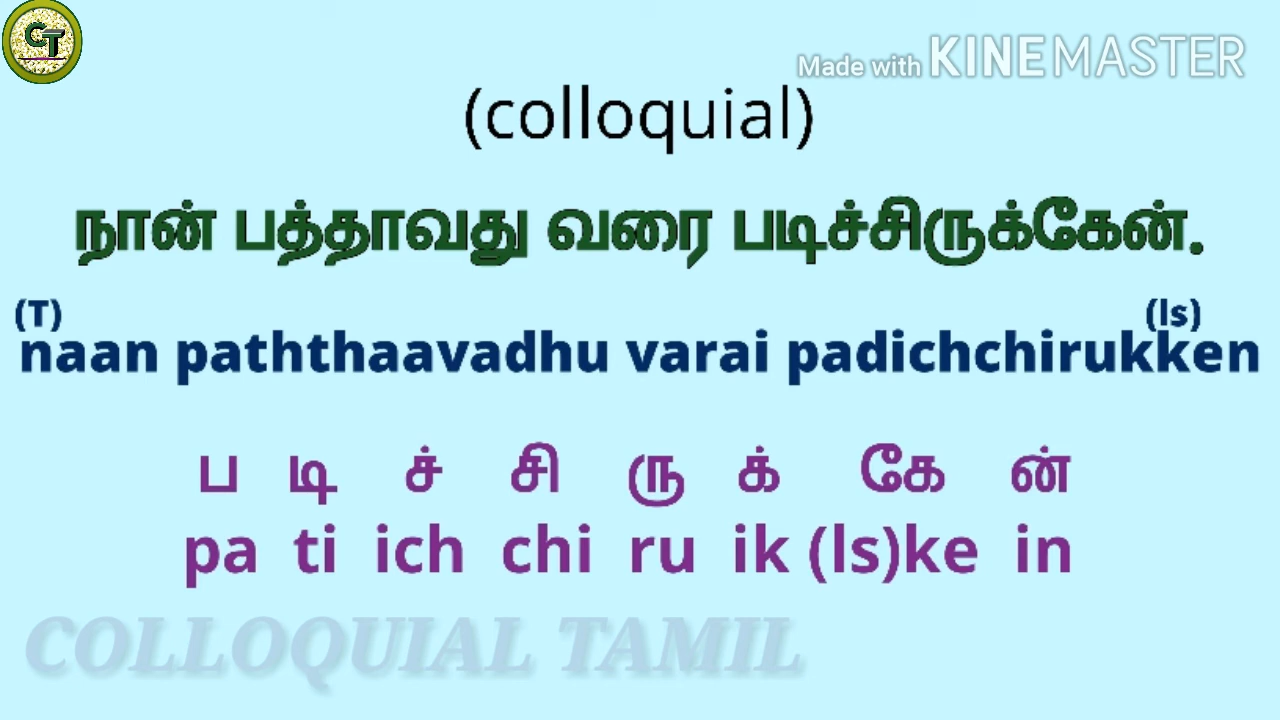 CT
Made with KINEMASTER
(colloquial)
நான் பத்தாவது வரை படிச்சிருக்கேன்.
(T) (ls)
naan paththaavadhu varai padichchirukken
ப டி ச் சி ரு க் கே ன்
pa ti ich chi ru ik (ls)ke in
COLLOQUIAL TAMIL